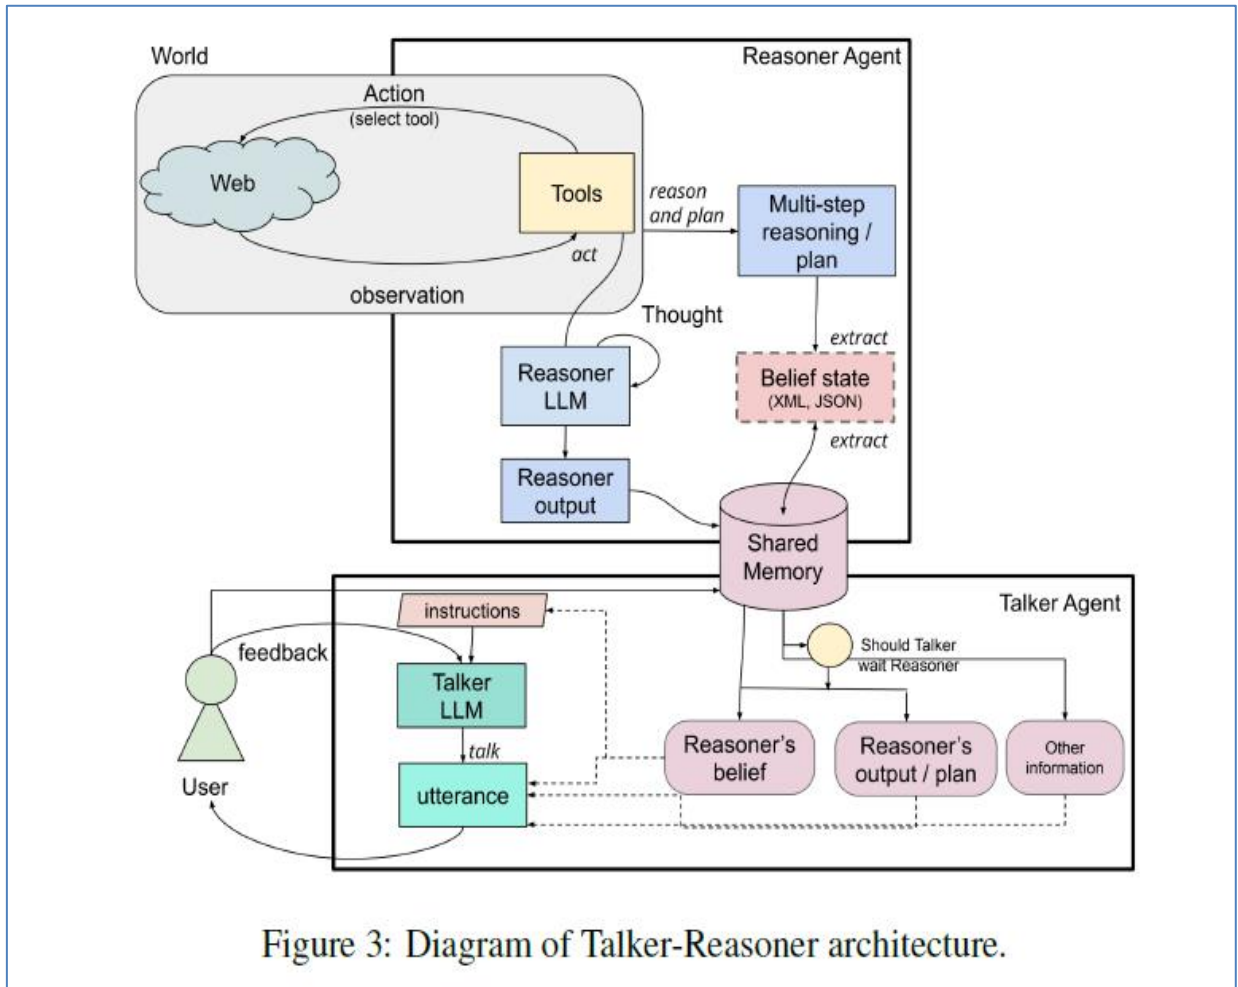 World
Reasoner Agent
Action
(select tool)
Web
Tools
reason
and plan
Multi-step
reasoning /
plan
act
observation
Thought
extract
Reasoner
LLM
Belief state
(XML, JSON)
extract
Reasoner
output
Shared
Memory
Talker Agent
instructions
feedback
Should Talker
wait Reasoner
Talker
LLM
talk
Reasoner's
belief
Reasoner's
output / plan
Other
information
User
utterance
Figure 3: Diagram of Talker-Reasoner architecture.